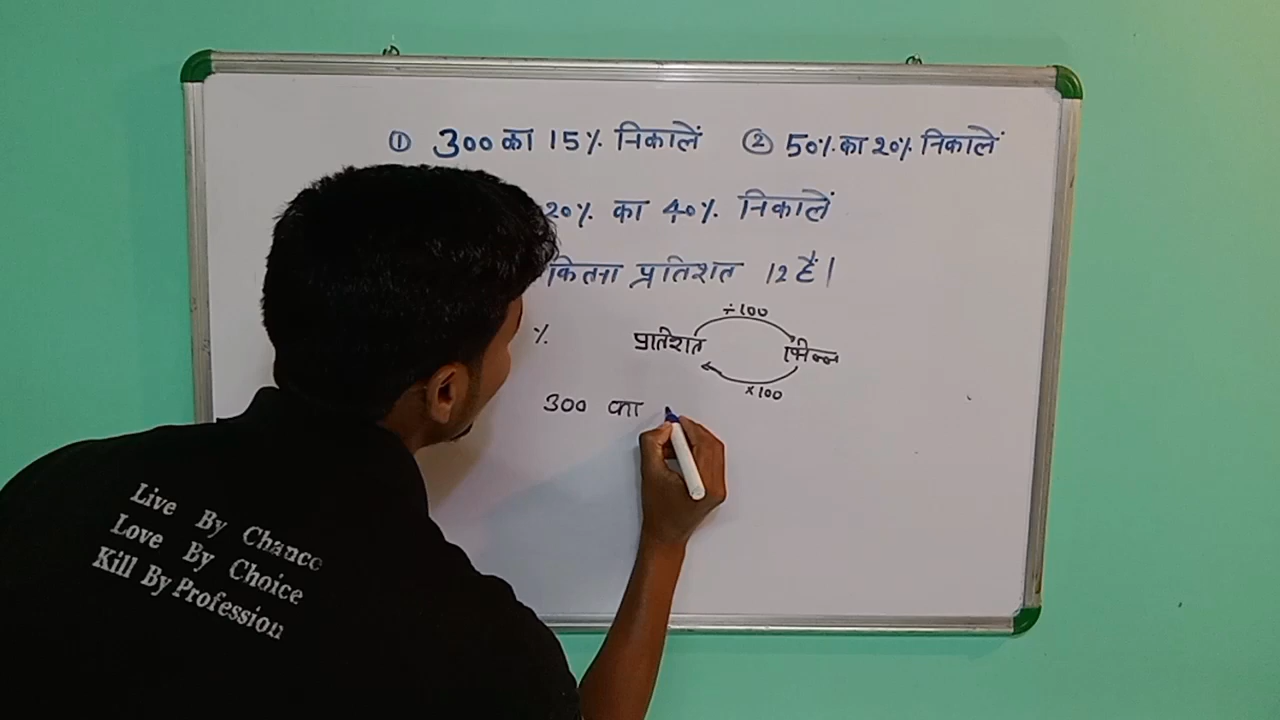 ① 300 का 15% निकालें ② 50% का 20% निकालें
20% का 40% निकालें
कितना प्रतिशत 12 है।
÷100
% प्रतिशत भिन्न
×100
300 का
Live By Chance
Love By Choice
Kill By Profession